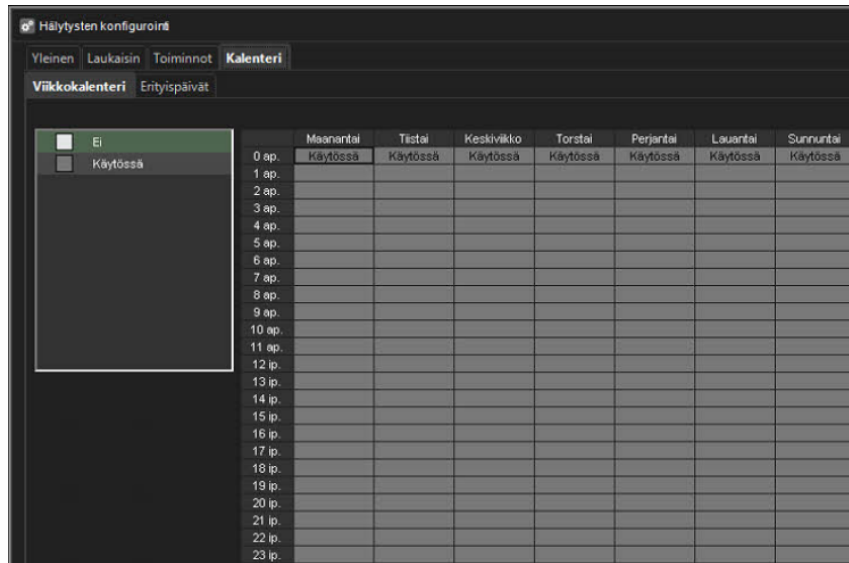 Hälytysten konfigurointi
Yleinen Laukaisin Toiminnot Kalenteri
Viikkokalenteri Erityispäivät
Ei
Käytössä
Maanantai Tiistai Keskiviikko Torstai Perjantai Lauantai Sunnuntai
0 ap. Käytössä Käytössä Käytössä Käytössä Käytössä Käytössä Käytössä
1 ap.
2 ap.
3 ap.
4 ap.
5 ap.
6 ap.
7 ap.
8 ap.
9 ap.
10 ap.
11 ap.
12 ip.
13 ip.
14 ip.
15 ip.
16 ip.
17 ip.
18 ip.
19 ip.
20 ip.
21 ip.
22 ip.
23 ip.